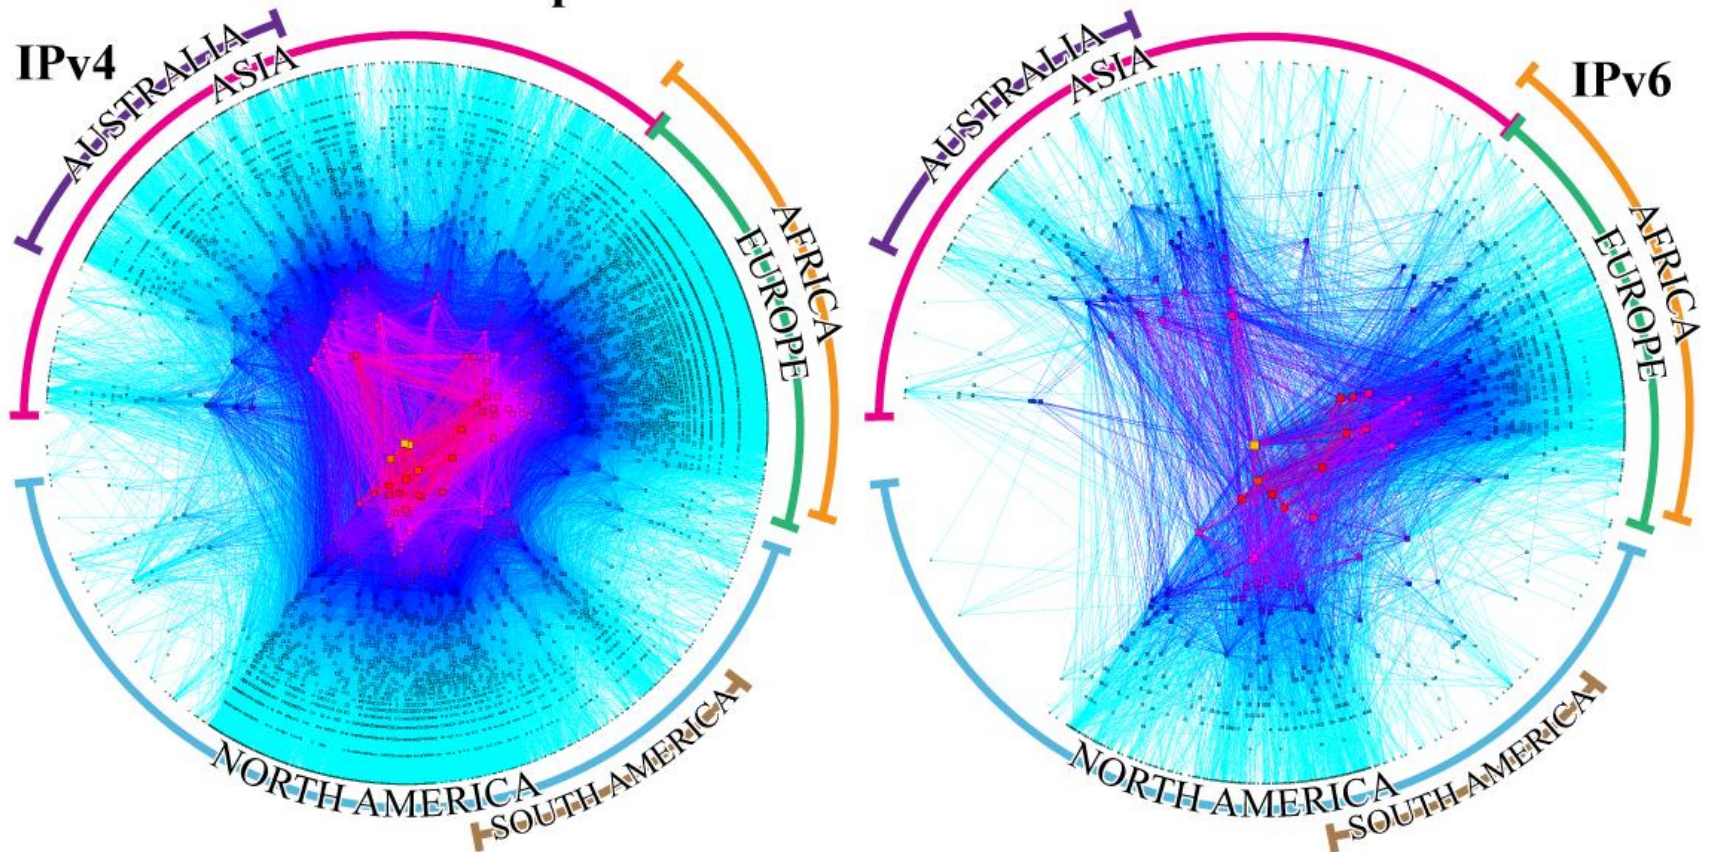 IPv4
AUSTRALIA
ASIA
AFRICA
EUROPE
NORTH AMERICA
SOUTH AMERICA
IPv6
AUSTRALIA
ASIA
AFRICA
EUROPE
NORTH AMERICA
SOUTH AMERICA